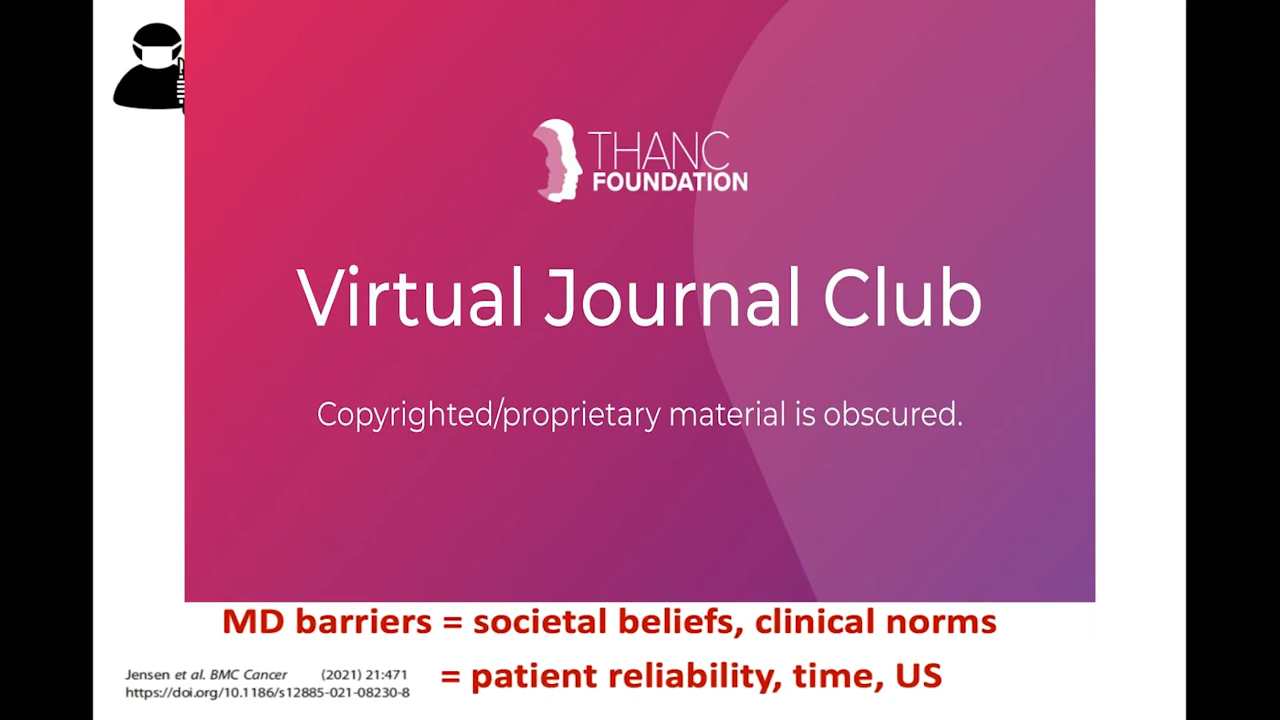 THANC
FOUNDATION
Virtual Journal Club
Copyrighted/proprietary material is obscured.
MD barriers = societal beliefs, clinical norms
= patient reliability, time, US
Jensen et al. BMC Cancer (2021) 21:471
https://doi.org/10.1186/s12885-021-08230-8